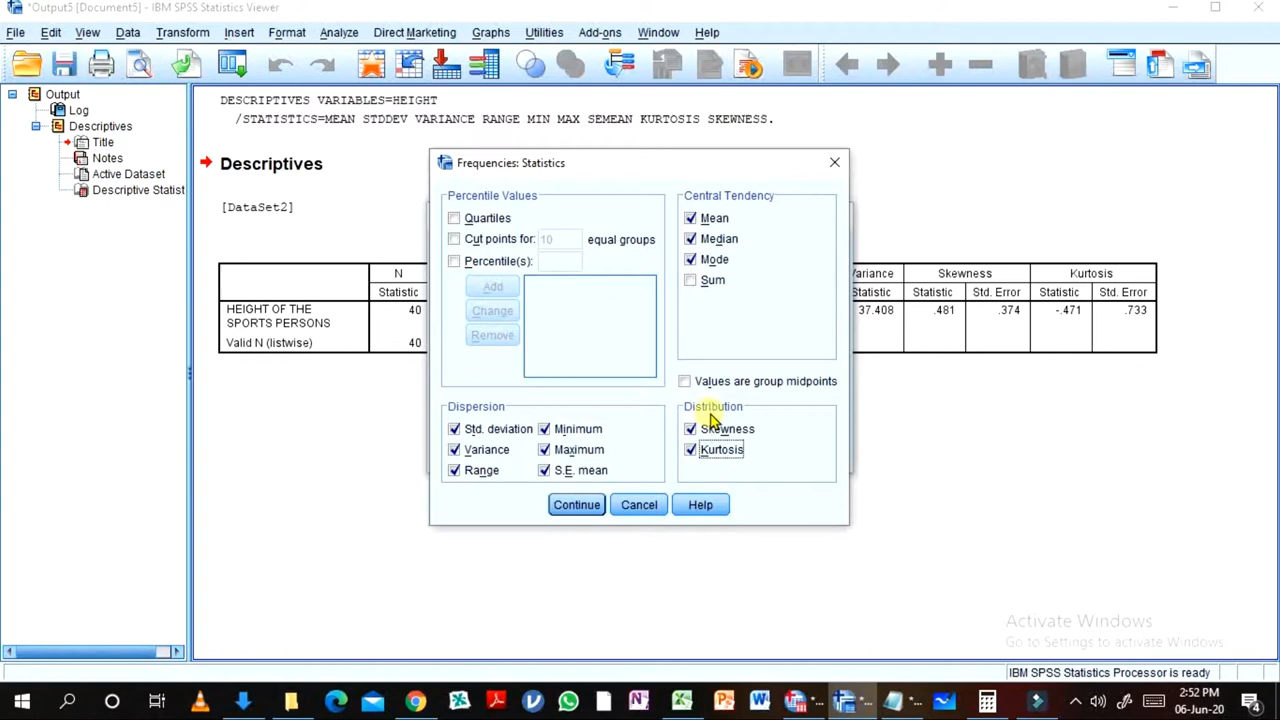 *Output5 [Document5] - IBM SPSS Statistics Viewer
File Edit View Data Transform Insert Format Analyze Direct Marketing Graphs Utilities Add-ons Window Help
Output
Log
Descriptives
Title
Notes
Active Dataset
Descriptive Statist
DESCRIPTIVES VARIABLES=HEIGHT
/STATISTICS=MEAN STDDEV VARIANCE RANGE MIN MAX SEMEAN KURTOSIS SKEWNESS.
Descriptives
[DataSet2]
N ariance Skewness Kurtosis
Statistic Statistic Statistic Std. Error Statistic Std. Error
HEIGHT OF THE SPORTS PERSONS 40 37.408 .481 .374 -.471 .733
Valid N (listwise) 40
Frequencies: Statistics
Percentile Values
Quartiles
Cut points for: 10 equal groups
Percentile(s):
Add
Change
Remove
Central Tendency
Mean
Median
Mode
Sum
Values are group midpoints
Dispersion
Std. deviation Minimum
Variance Maximum
Range S.E. mean
Distribution
Skewness
Kurtosis
Continue Cancel Help
Activate Windows
Go to Settings to activate Windows.
IBM SPSS Statistics Processor is ready
2:52 PM
06-Jun-20
4